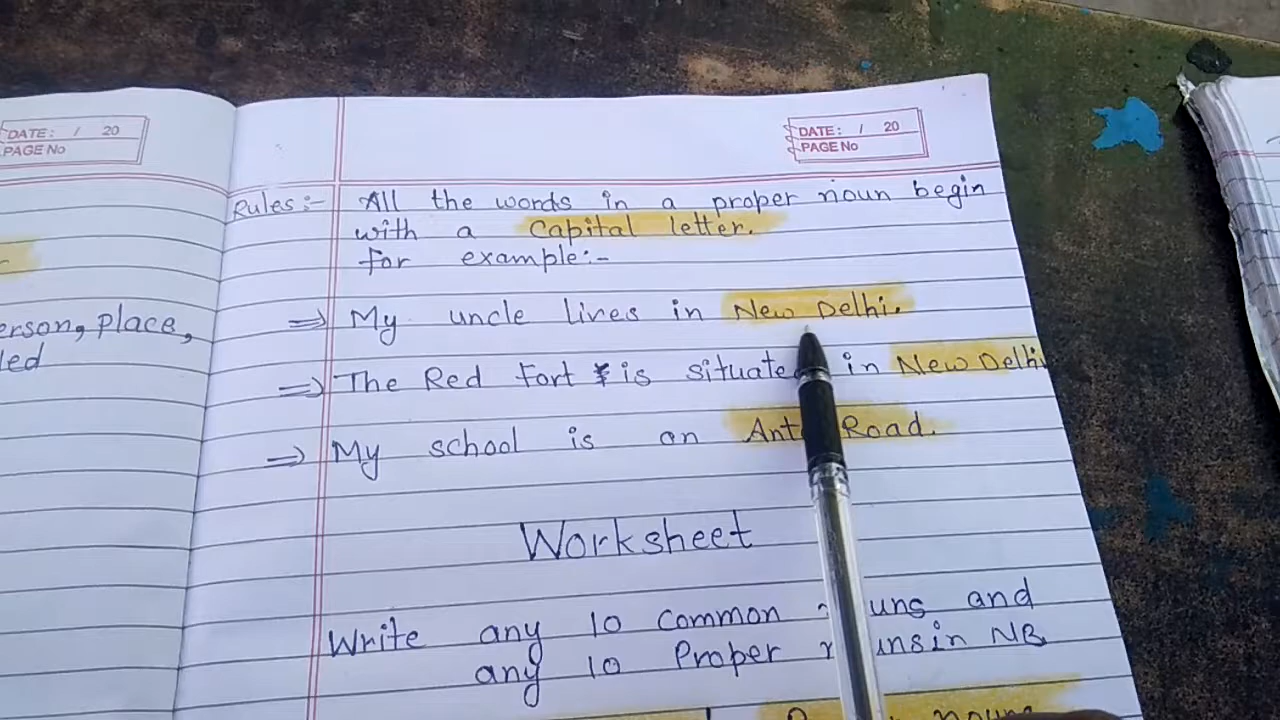 DATE: / 20
PAGE No
DATE: / 20
PAGE No
erson, place,
led
Rules:- All the words in a proper noun begin
with a Capital letter.
for example:-
⇒ My uncle lives in New Delhi.
⇒ The Red Fort is situate in New Delhi
⇒ My school is on Road.
Worksheet
Write any 10 common and
any 10 Proper in NB